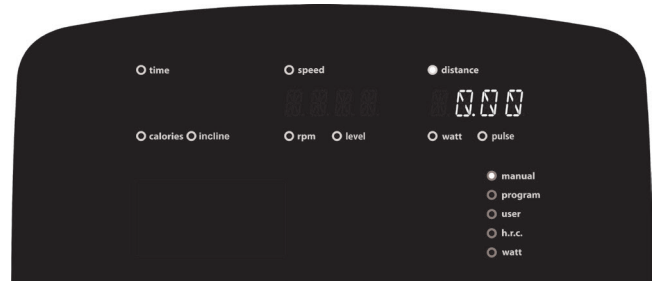 time speed distance
0.00
calories incline rpm level watt pulse
manual
program
user
h.r.c.
watt